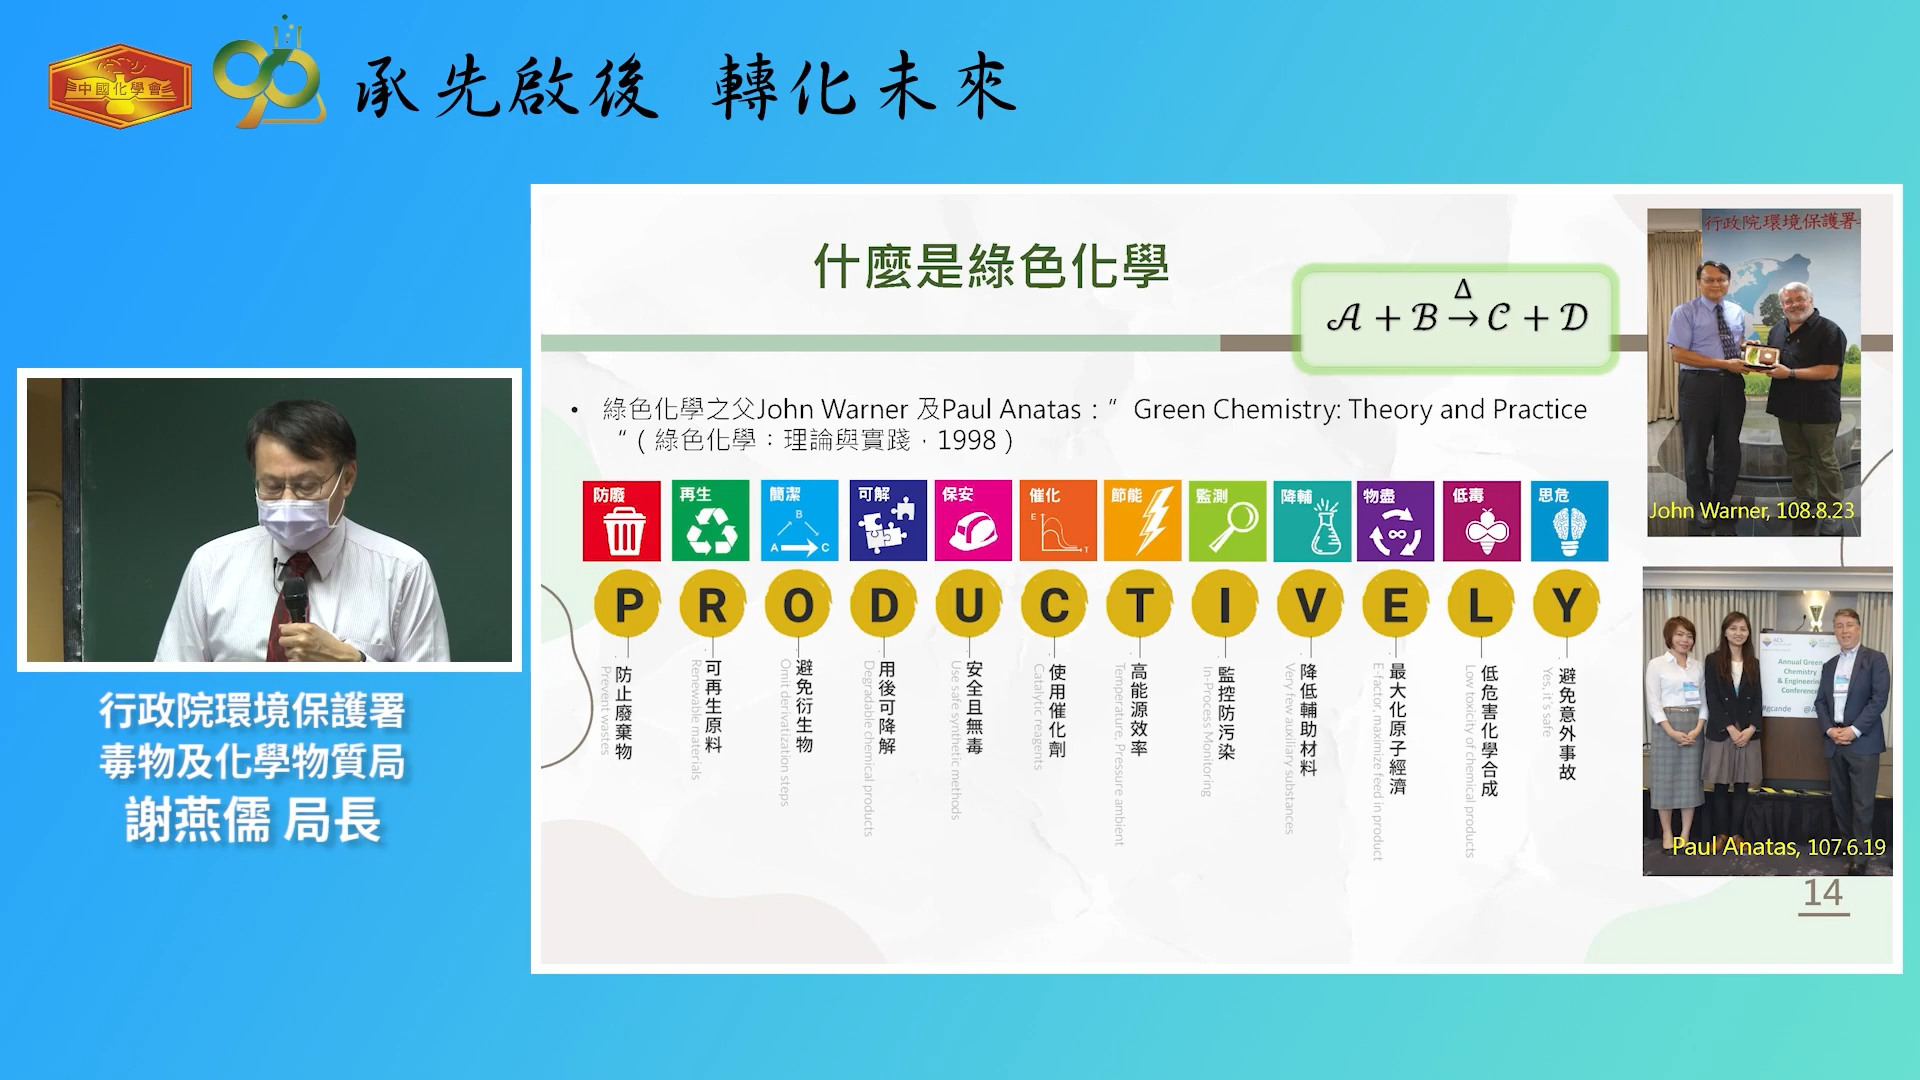 中國化學會
90
承先啟後 轉化未來
行政院環境保護署
毒物及化學物質局
謝燕儒 局長
什麼是綠色化學
Δ
A + B → C + D
• 綠色化學之父John Warner 及Paul Anatas：” Green Chemistry: Theory and Practice
“（綠色化學：理論與實踐，1998）
防廢 再生 簡潔 可解 保安 催化 節能 監測 降輔 物盡 低毒 思危
B
A C
E
T
∞
P R O D U C T I V E L Y
防止廢棄物
Prevent wastes
可再生原料
Renewable materials
避免衍生物
Omit derivatization steps
用後可降解
Degradable chemical products
安全且無毒
Use safe synthetic methods
使用催化劑
Catalytic reagents
高能源效率
Temperature, Pressure ambient
監控防污染
In-Process Monitoring
降低輔助材料
Very few auxiliary substances
最大化原子經濟
E-factor, maximize feed in product
低危害化學合成
Low toxicity of chemical products
避免意外事故
Yes, it's safe
行政院環境保護署
John Warner, 108.8.23
ACS
Annual Green
Chemistry
& Engineering
Conference
#gcande @A
Paul Anatas, 107.6.19
14